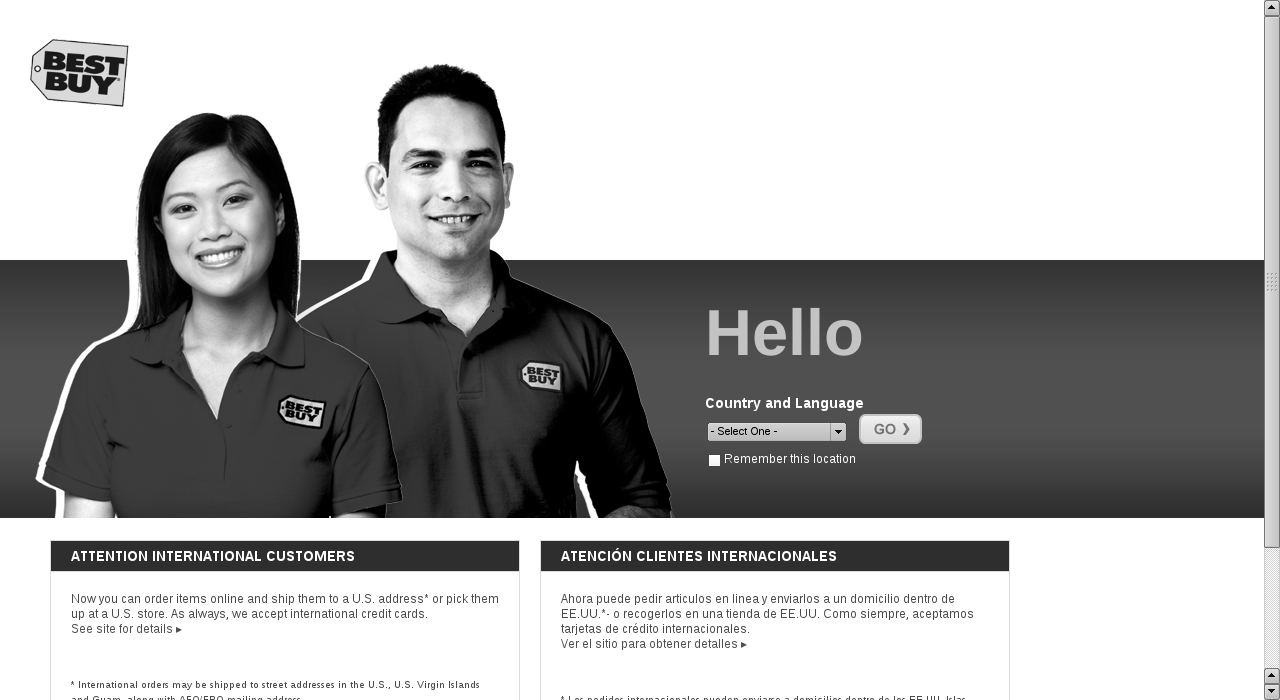 BEST
BUY
BEST
BUY
BEST
BUY
Hello
Country and Language
- Select One -
GO ❯
Remember this location
ATTENTION INTERNATIONAL CUSTOMERS
Now you can order items online and ship them to a U.S. address* or pick them
up at a U.S. store. As always, we accept international credit cards.
See site for details ▸
* International orders may be shipped to street addresses in the U.S., U.S. Virgin Islands
and Guam, along with APO/FPO mailing address
ATENCIÓN CLIENTES INTERNACIONALES
Ahora puede pedir articulos en linea y enviarlos a un domicilio dentro de
EE.UU.*- o recogerlos en una tienda de EE.UU. Como siempre, aceptamos
tarjetas de crédito internacionales.
Ver el sitio para obtener detalles ▸
* Los pedidos internacionales pueden enviarse a domicilios dentro de los EE.UU, Islas